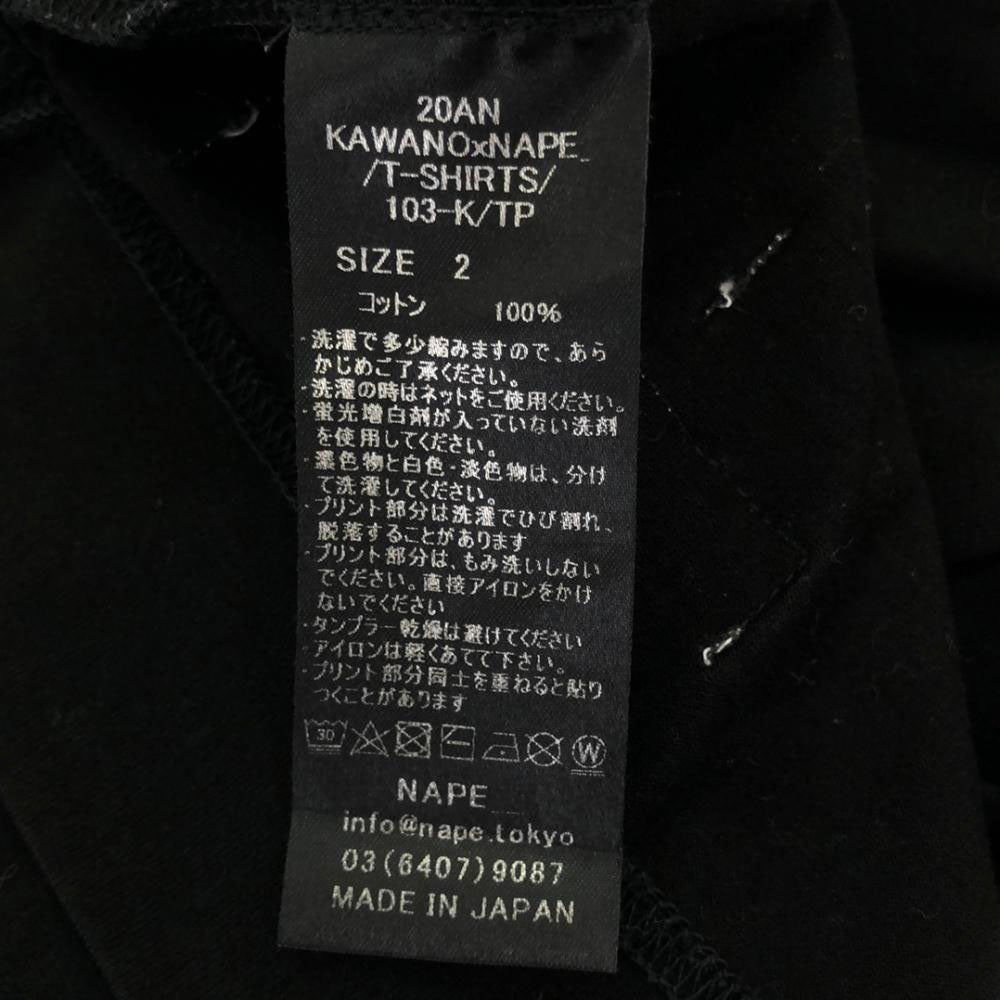 20AN
KAWANOxNAPE_
/T-SHIRTS/
103-K/TP
SIZE 2
コットン 100%
・洗濯で多少縮みますので、あら
かじめご了承ください。
・洗濯の時はネットをご使用ください。
・蛍光増白剤が入っていない洗剤
を使用してください。
・濃色物と白色・淡色物は、分け
て洗濯してください。
・プリント部分は洗濯でひび割れ、
脱落することがあります
・プリント部分は、もみ洗いしない
でください。直接アイロンをかけ
ないでください
・タンブラー乾燥は避けてください
・アイロンは軽くあてて下さい。
・プリント部分同士を重ねると貼り
つくことがあります
30 W
NAPE_
info@nape.tokyo
03(6407)9087
MADE IN JAPAN